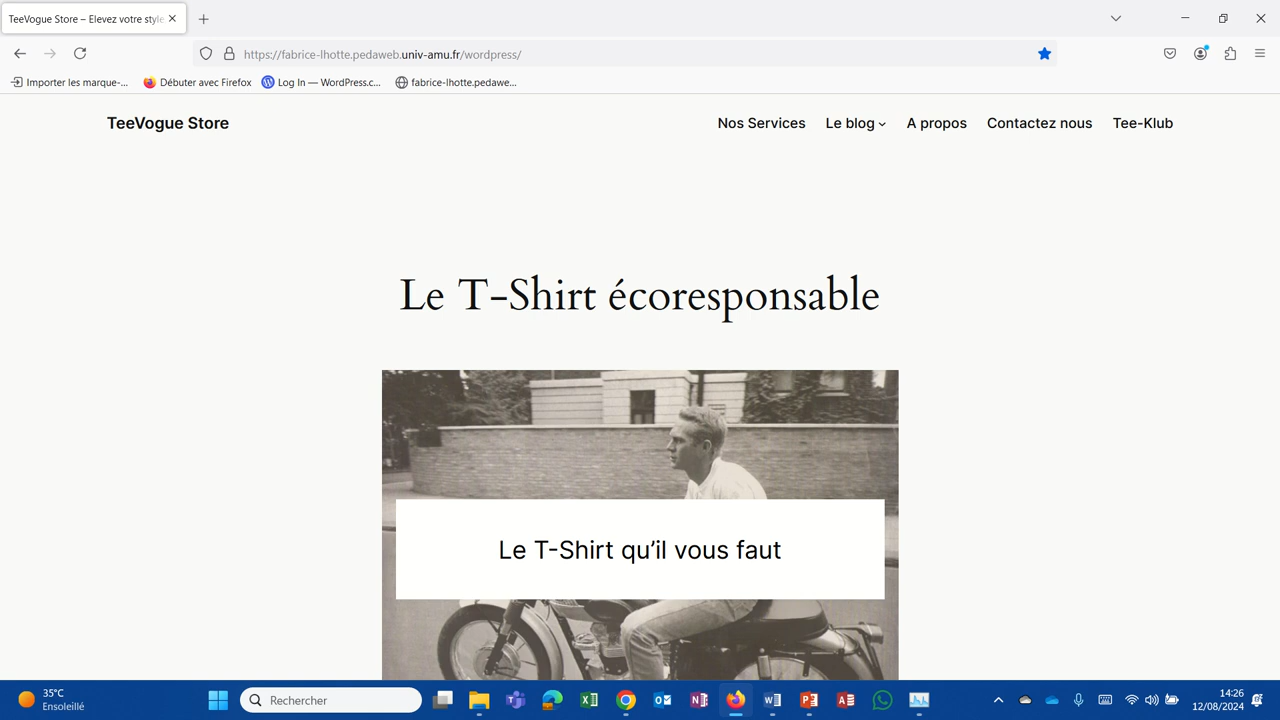 TeeVogue Store – Elevez votre style
https://fabrice-lhotte.pedaweb.univ-amu.fr/wordpress/
Importer les marque-... Débuter avec Firefox Log In — WordPress.c... fabrice-lhotte.pedawe...
TeeVogue Store Nos Services Le blog A propos Contactez nous Tee-Klub
Le T-Shirt écoresponsable
Le T-Shirt qu’il vous faut
35°C
Ensoleillé
Rechercher
14:26
12/08/2024